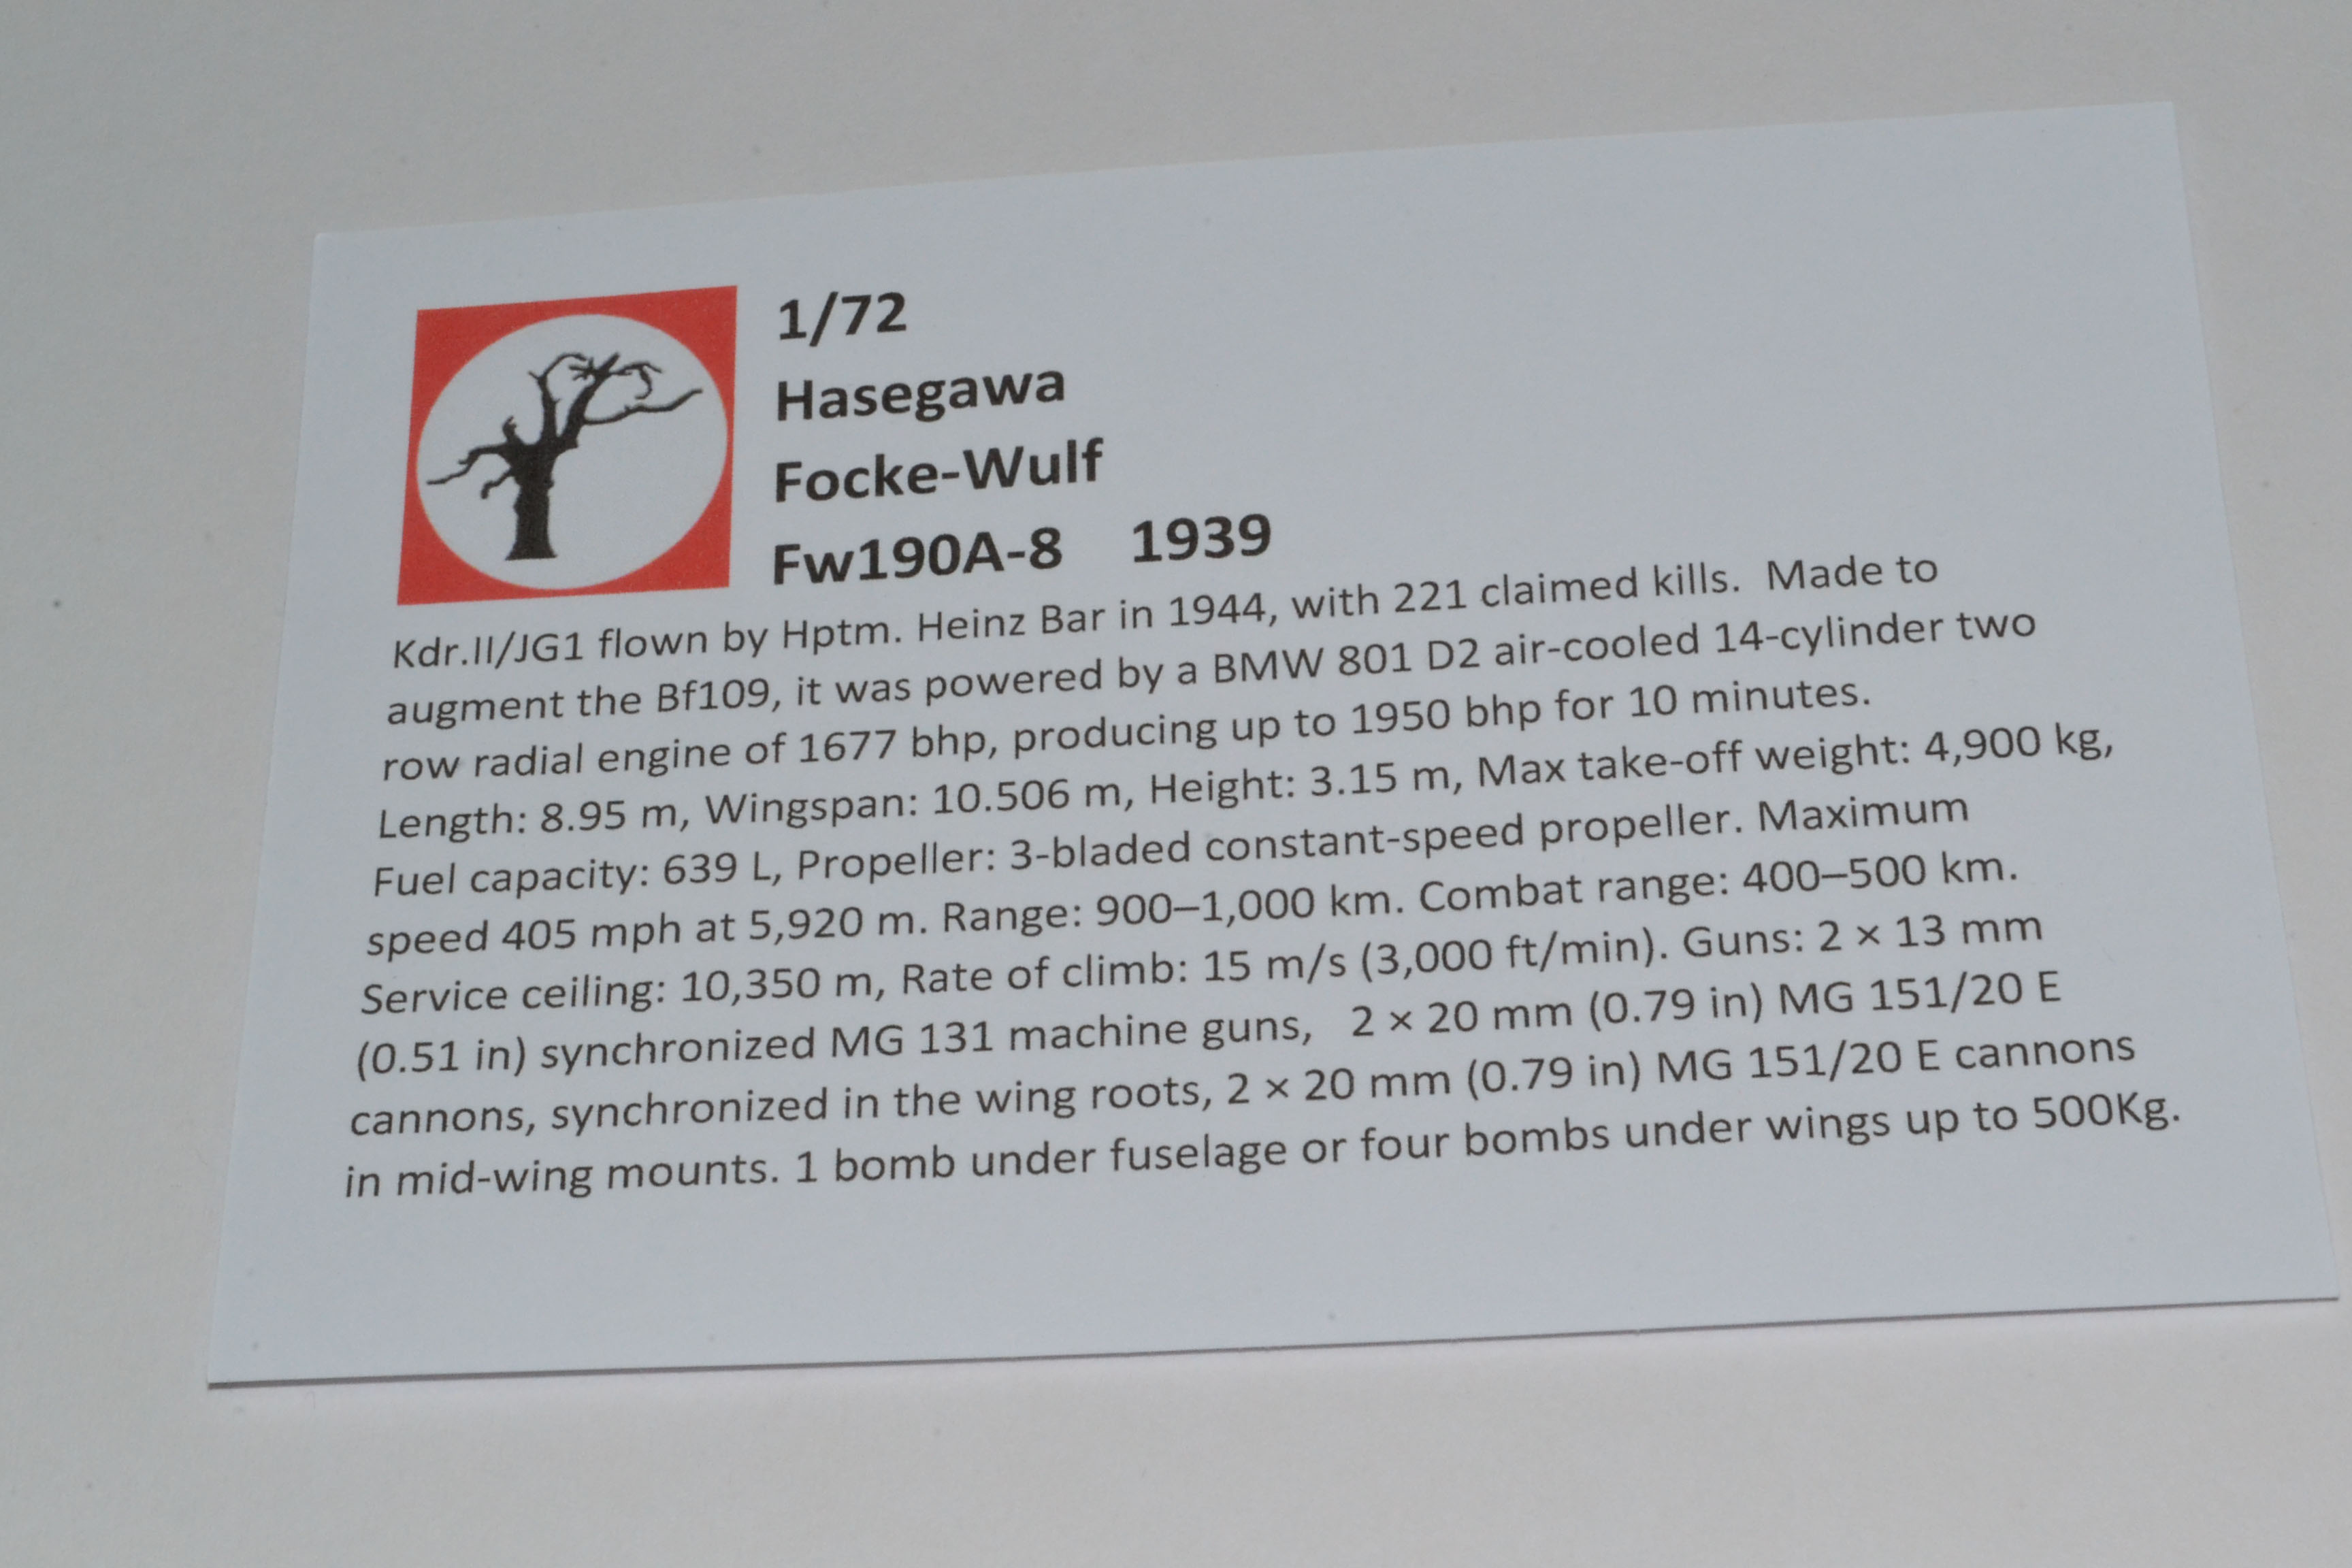 1/72
Hasegawa
Focke-Wulf
Fw190A-8 1939
Kdr.II/JG1 flown by Hptm. Heinz Bar in 1944, with 221 claimed kills. Made to
augment the Bf109, it was powered by a BMW 801 D2 air-cooled 14-cylinder two
row radial engine of 1677 bhp, producing up to 1950 bhp for 10 minutes.
Length: 8.95 m, Wingspan: 10.506 m, Height: 3.15 m, Max take-off weight: 4,900 kg,
Fuel capacity: 639 L, Propeller: 3-bladed constant-speed propeller. Maximum
speed 405 mph at 5,920 m. Range: 900–1,000 km. Combat range: 400–500 km.
Service ceiling: 10,350 m, Rate of climb: 15 m/s (3,000 ft/min). Guns: 2 × 13 mm
(0.51 in) synchronized MG 131 machine guns, 2 × 20 mm (0.79 in) MG 151/20 E
cannons, synchronized in the wing roots, 2 × 20 mm (0.79 in) MG 151/20 E cannons
in mid-wing mounts. 1 bomb under fuselage or four bombs under wings up to 500Kg.